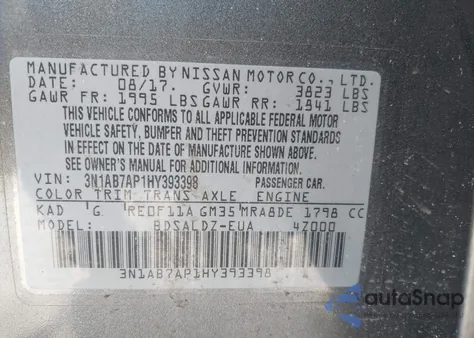 MANUFACTURED BY NISSAN MOTOR CO., LTD.
DATE: 08/17. GVWR: 3823 LBS
GAWR FR: 1995 LBS GAWR RR: 1841 LBS
THIS VEHICLE CONFORMS TO ALL APPLICABLE FEDERAL MOTOR
VEHICLE SAFETY, BUMPER AND THEFT PREVENTION STANDARDS
IN EFFECT ON THE DATE OF MANUFACTURE SHOWN ABOVE.
SEE OWNER'S MANUAL FOR ADDITIONAL INFORMATION.
VIN: 3N1AB7AP1HY393398 PASSENGER CAR.
COLOR TRIM TRANS AXLE ENGINE
KAD G RE0F11A GM35 MRA8DE 1798 CC
MODEL: BDSALDZ-EUA 4Z000
3N1AB7AP1HY393398
autoSnap